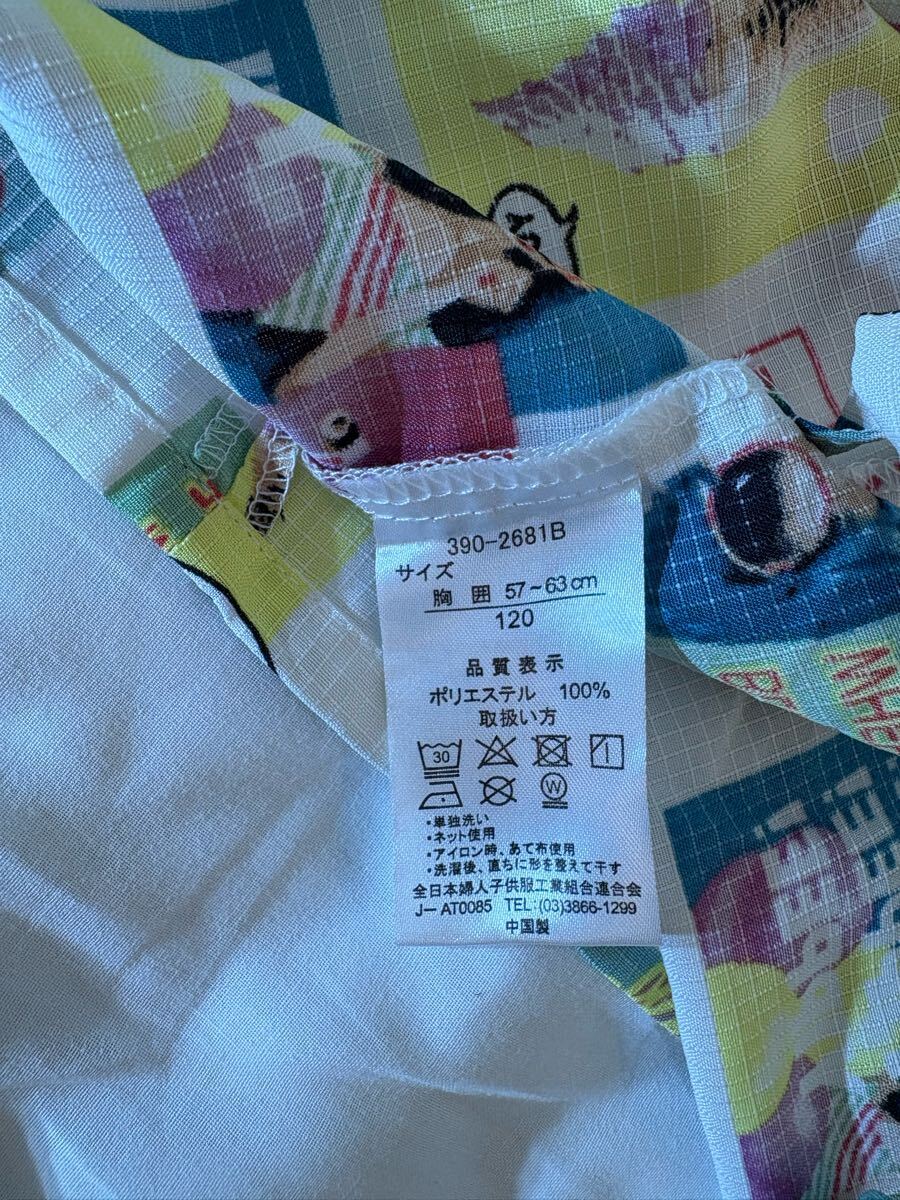 390-2681B
サイズ
胸 囲 57~63cm
120
品質表示
ポリエステル 100%
取扱い方
30
W
・単独洗い
・ネット使用
・アイロン時、あて布使用
・洗濯後、直ちに形を整えて干す
全日本婦人子供服工業組合連合会
J-AT0085 TEL:(03)3866-1299
中国製